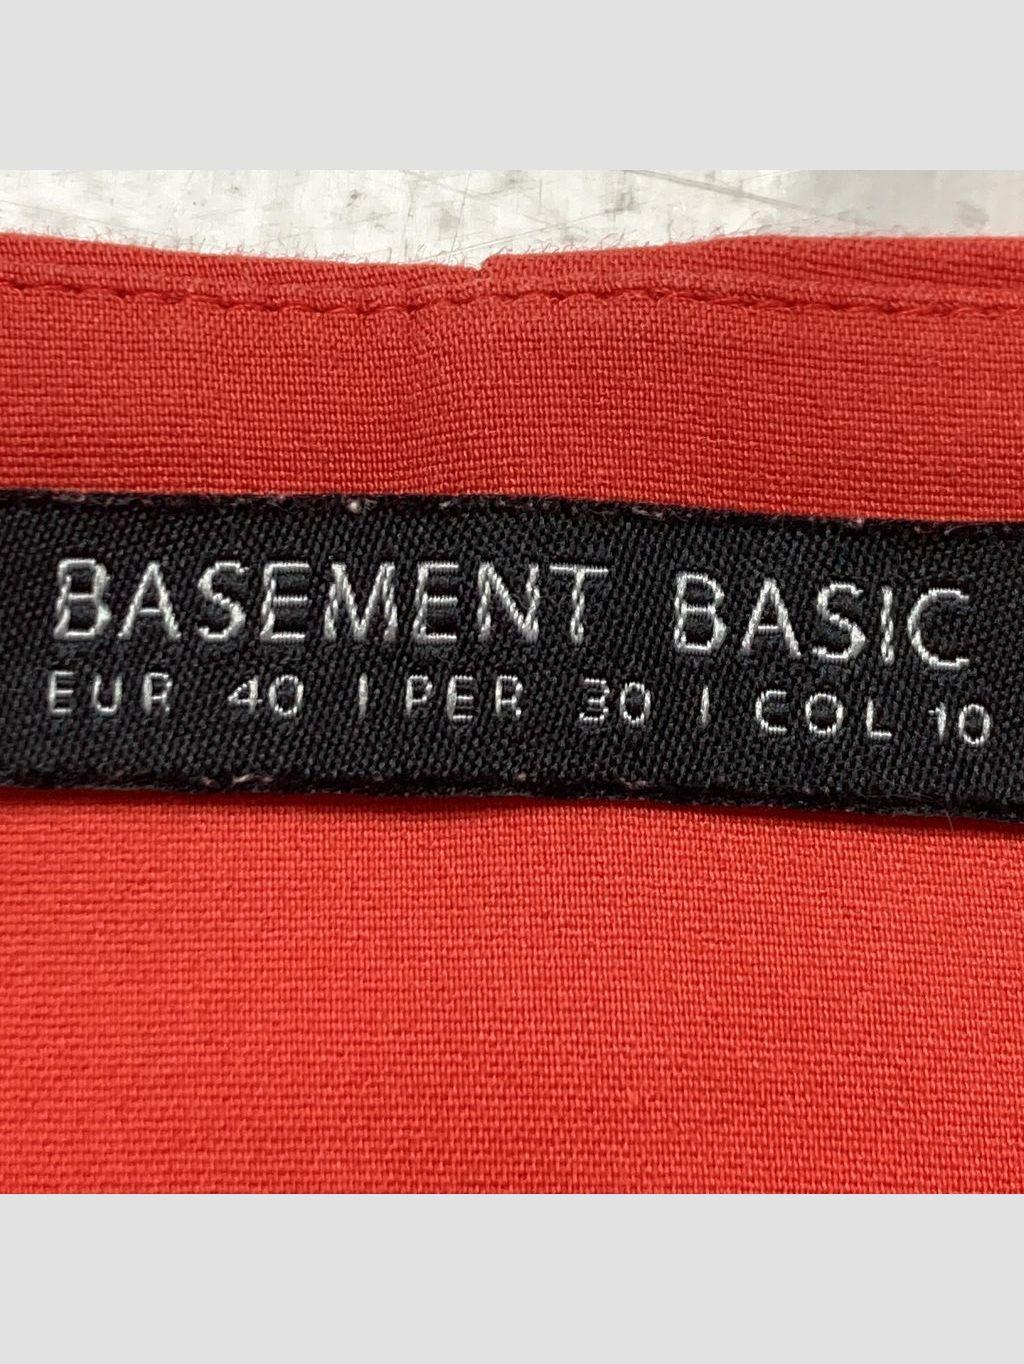 BASEMENT BASIC
EUR 40 | PER 30 | COL 10